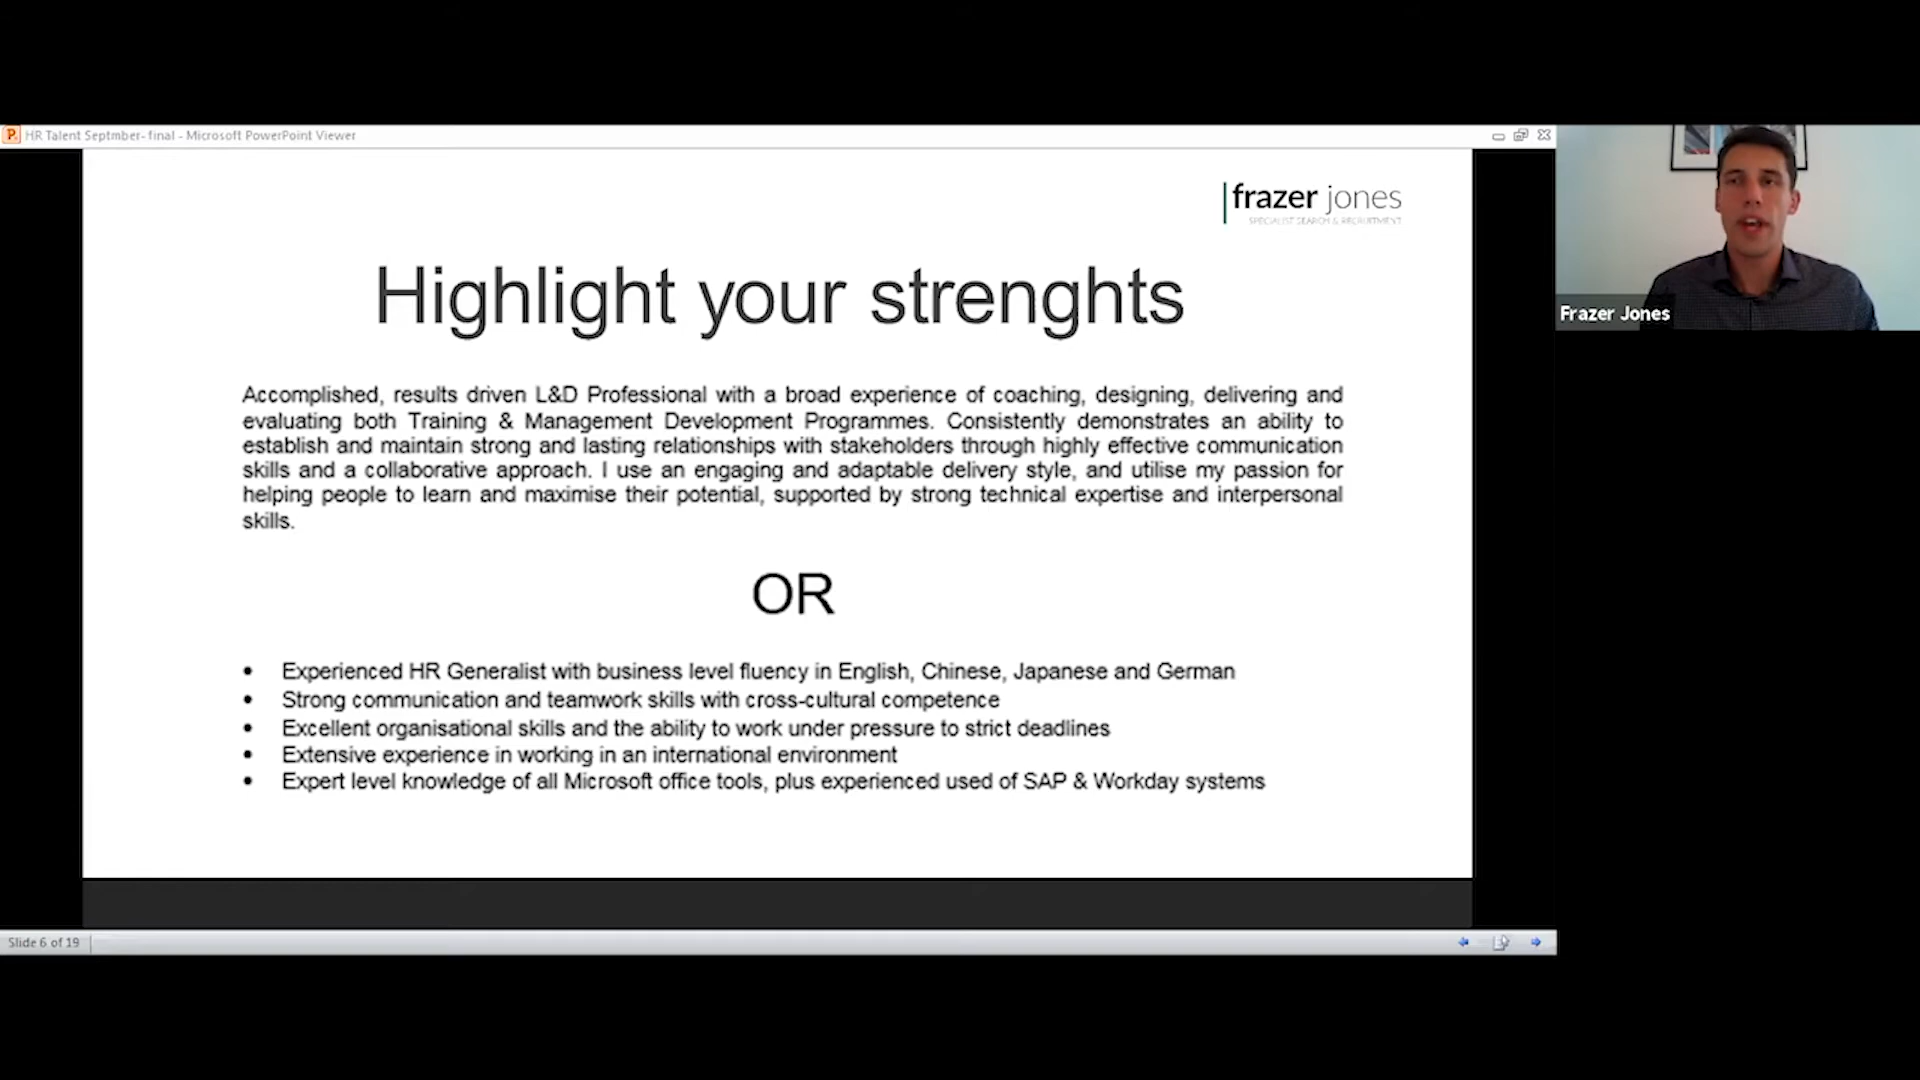 HR Talent Septmber- final - Microsoft PowerPoint Viewer
frazer jones
SPECIALIST SEARCH & RECRUITMENT
Highlight your strenghts
Accomplished, results driven L&D Professional with a broad experience of coaching, designing, delivering and
evaluating both Training & Management Development Programmes. Consistently demonstrates an ability to
establish and maintain strong and lasting relationships with stakeholders through highly effective communication
skills and a collaborative approach. I use an engaging and adaptable delivery style, and utilise my passion for
helping people to learn and maximise their potential, supported by strong technical expertise and interpersonal
skills.
OR
• Experienced HR Generalist with business level fluency in English, Chinese, Japanese and German
• Strong communication and teamwork skills with cross-cultural competence
• Excellent organisational skills and the ability to work under pressure to strict deadlines
• Extensive experience in working in an international environment
• Expert level knowledge of all Microsoft office tools, plus experienced used of SAP & Workday systems
Slide 6 of 19
Frazer Jones